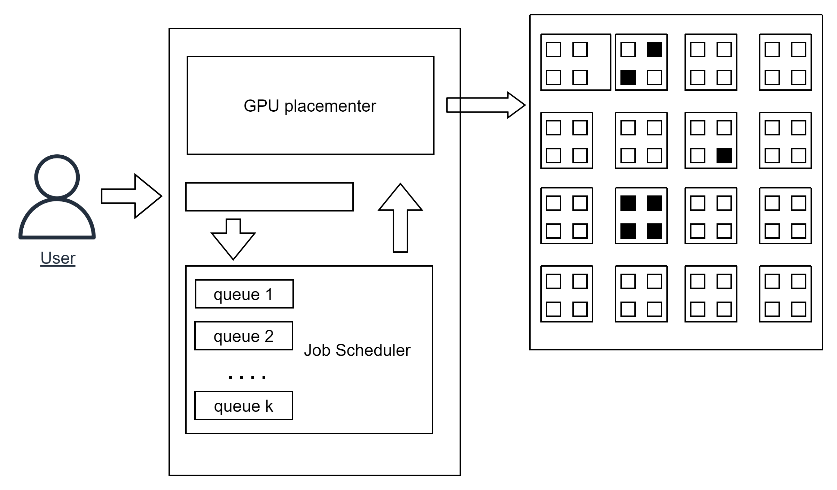 GPU placementer
User
queue 1
queue 2
Job Scheduler
....
queue k